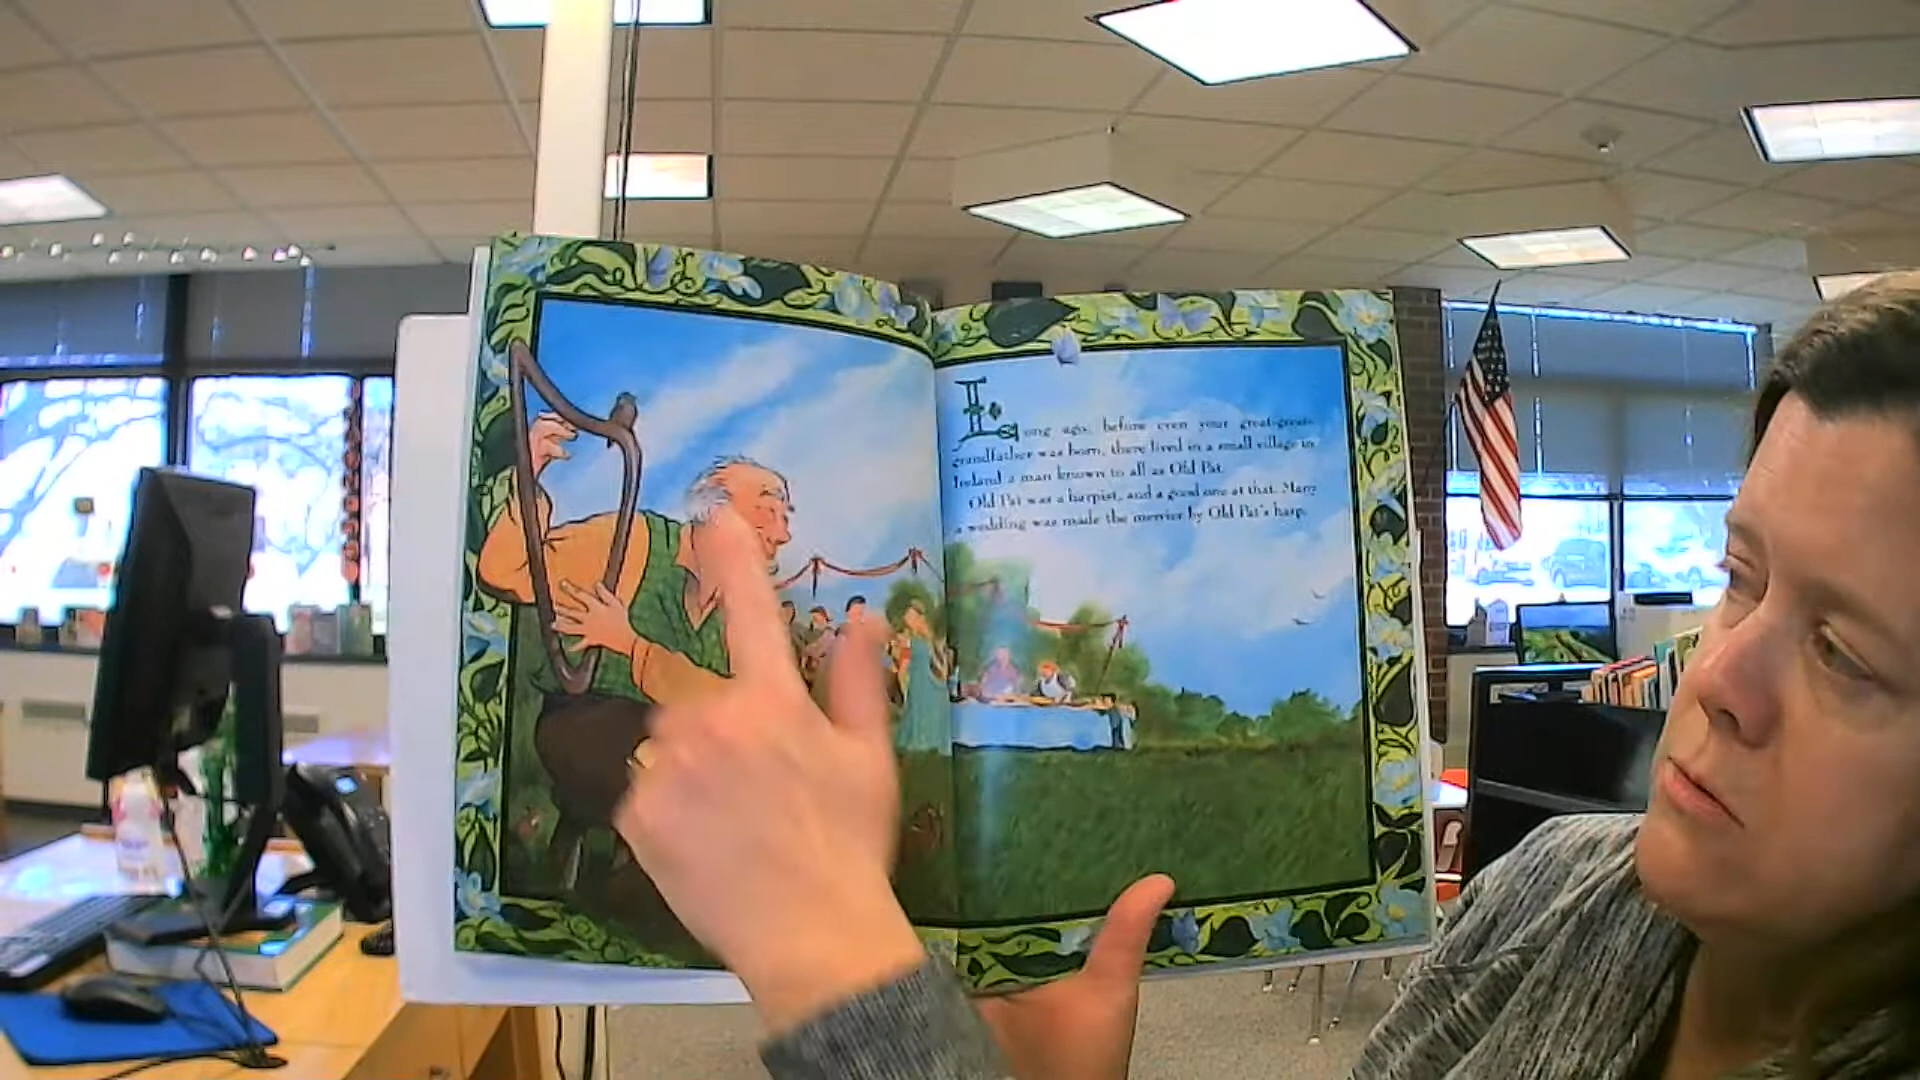 Long ago, before even your great-great-
grandfather was born, there lived in a small village in
Ireland a man known to all as Old Pat.
Old Pat was a harpist, and a good one at that. Many
a wedding was made the merrier by Old Pat's harp.